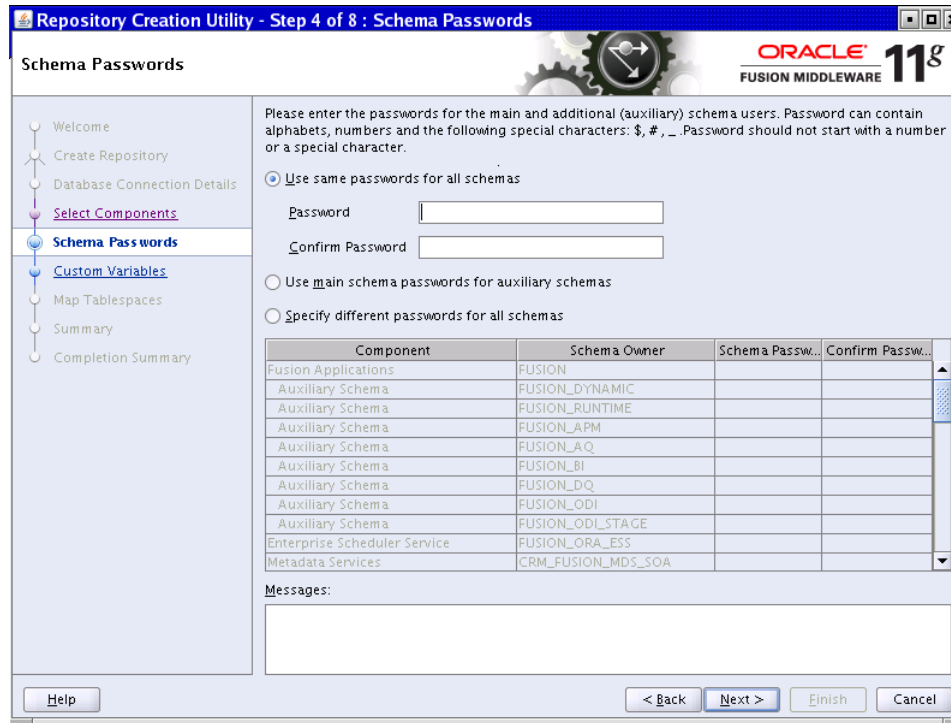 Repository Creation Utility - Step 4 of 8 : Schema Passwords
Schema Passwords
ORACLE
FUSION MIDDLEWARE 11g
Welcome
Create Repository
Database Connection Details
Select Components
Schema Passwords
Custom Variables
Map Tablespaces
Summary
Completion Summary
Please enter the passwords for the main and additional (auxiliary) schema users. Password can contain
alphabets, numbers and the following special characters: $, # , _ .Password should not start with a number
or a special character.
Use same passwords for all schemas
Password
Confirm Password
Use main schema passwords for auxiliary schemas
Specify different passwords for all schemas
Component Schema Owner Schema Passw... Confirm Passw...
Fusion Applications FUSION
Auxiliary Schema FUSION_DYNAMIC
Auxiliary Schema FUSION_RUNTIME
Auxiliary Schema FUSION_APM
Auxiliary Schema FUSION_AQ
Auxiliary Schema FUSION_BI
Auxiliary Schema FUSION_DQ
Auxiliary Schema FUSION_ODI
Auxiliary Schema FUSION_ODI_STAGE
Enterprise Scheduler Service FUSION_ORA_ESS
Metadata Services CRM_FUSION_MDS_SOA
Messages:
Help < Back Next > Finish Cancel